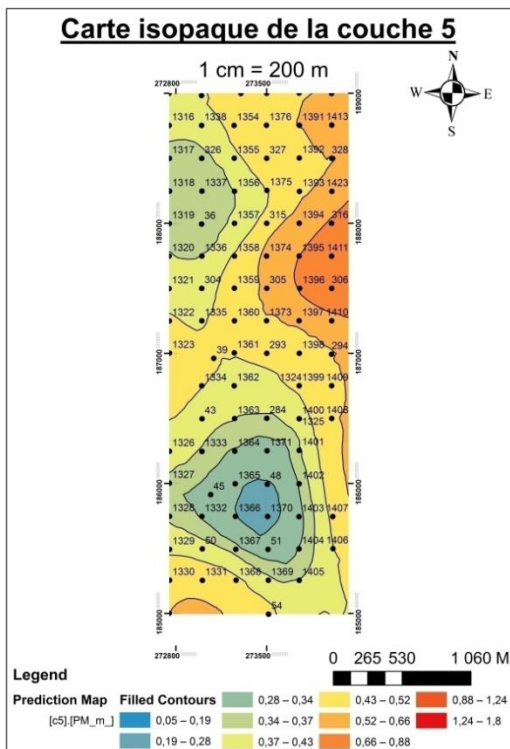 Carte isopaque de la couche 5
1 cm = 200 m
N
W E
S
272800 273500
189000
1316 1338 1354 1376 1391 1413
1317 326 1355 327 1392 328
1318 1337 1356 1375 1393 1423
1319 36 1357 315 1394 316
188000 188000
1320 1336 1358 1374 1395 1411
1321 304 1359 305 1396 306
1322 1335 1360 1373 1397 1410
1323 1361 293 1398 294
187000 187000
39
1334 1362 1324 1399 1409
43 1363 284 1400 1408
1325
1326 1333 1364 1371 1401
1327 1365 48 1402
186000 186000
45
1328 1332 1366 1370 1403 1407
1329 50 1367 51 1404 1406
1330 1331 1368 1369 1405
54
185000 185000
272800 273500
0 265 530 1 060 M
Legend
Prediction Map Filled Contours
[c5].[PM_m_]
0,05 – 0,19
0,19 – 0,28
0,28 – 0,34
0,34 – 0,37
0,37 – 0,43
0,43 – 0,52
0,52 – 0,66
0,66 – 0,88
0,88 – 1,24
1,24 – 1,8